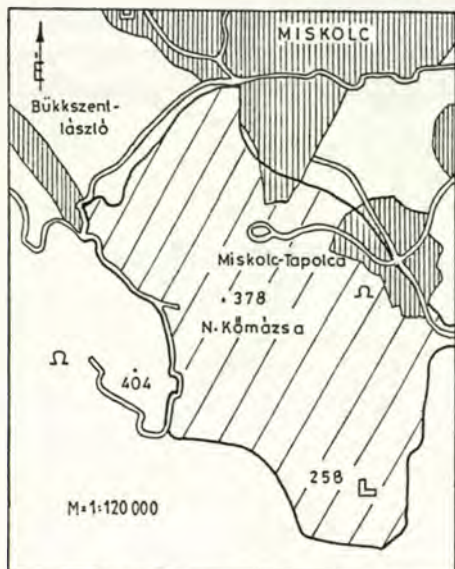 MISKOLC
É
Bükkszent-
lászló
Miskolc-Tapolca
378
N. Kőmázsa
404
258
M=1:120 000